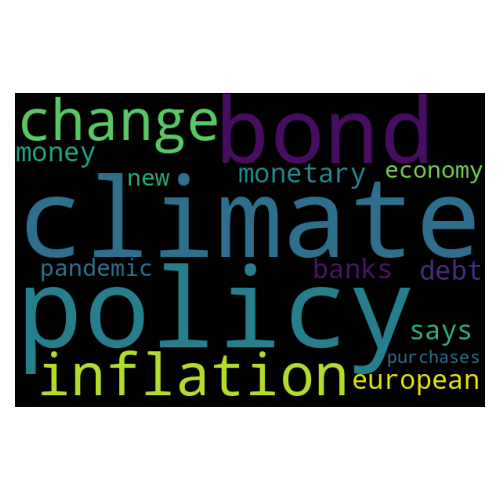 change bond
money
new monetary economy
climate
pandemic banks debt
policy
says
inflation purchases
european